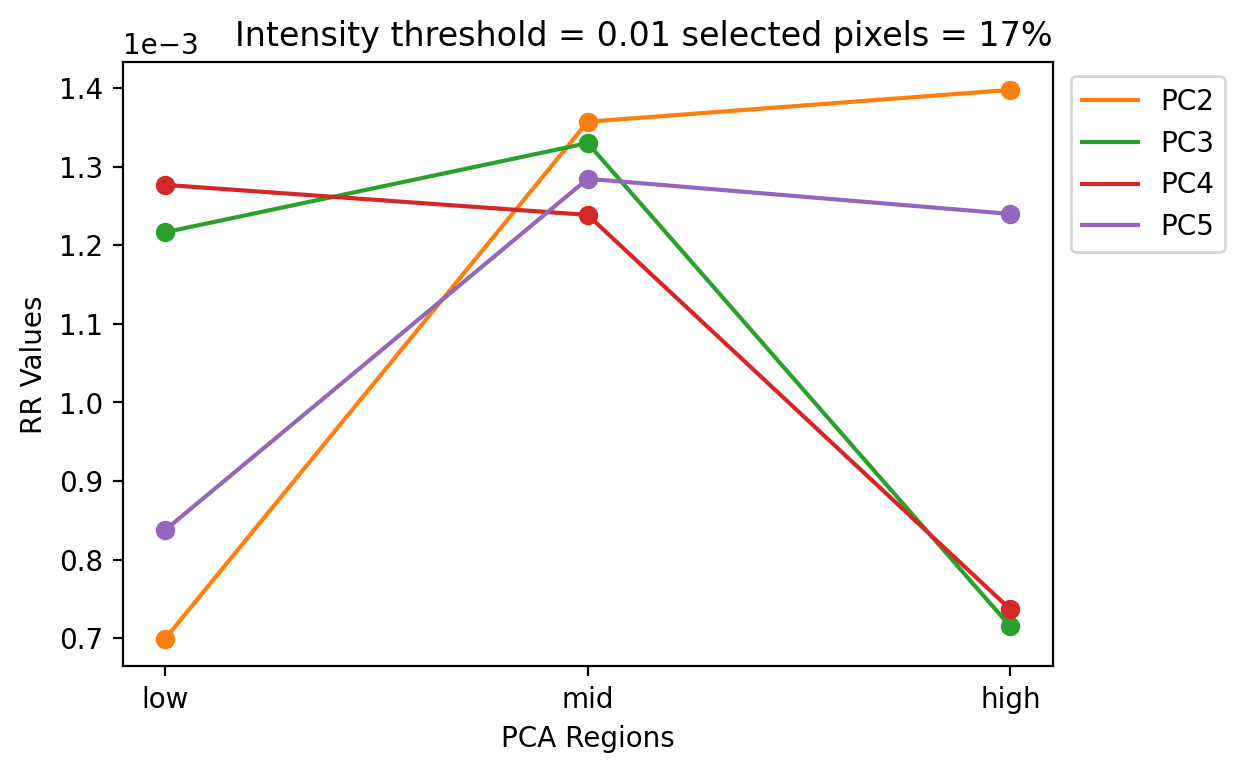 Intensity threshold = 0.01 selected pixels = 17%
1e−3
1.4
1.3
1.2
1.1
1.0
0.9
0.8
0.7
RR Values
low mid high
PCA Regions
PC2
PC3
PC4
PC5